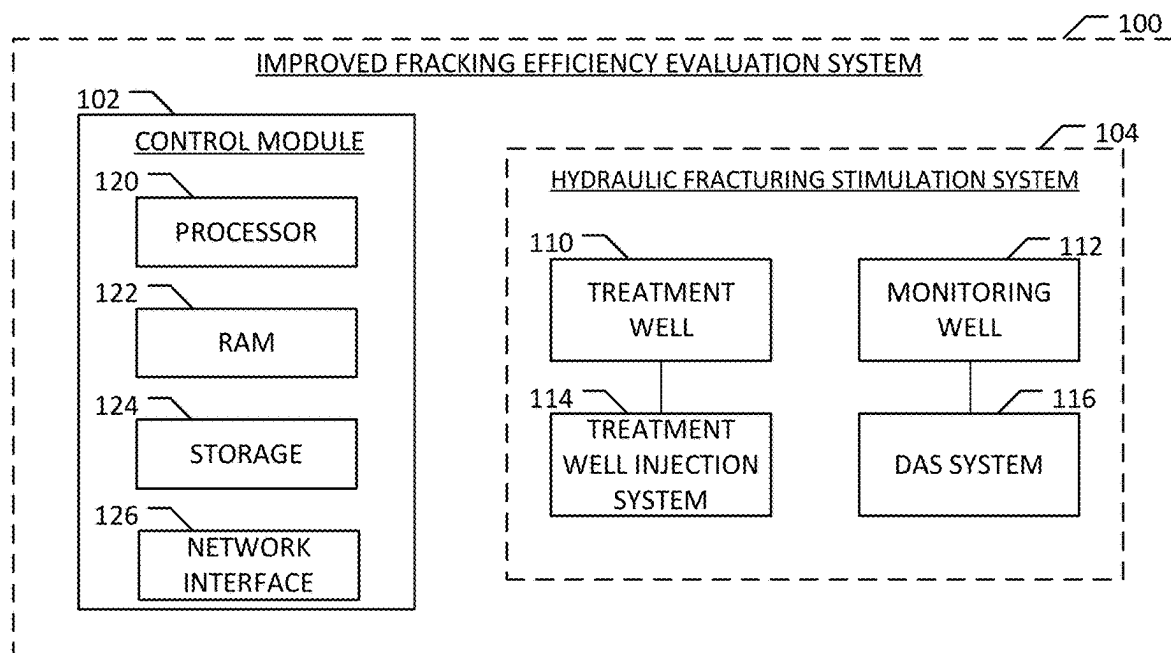 100
IMPROVED FRACKING EFFICIENCY EVALUATION SYSTEM
102
CONTROL MODULE
120
PROCESSOR
122
RAM
124
STORAGE
126
NETWORK
INTERFACE
104
HYDRAULIC FRACTURING STIMULATION SYSTEM
110
TREATMENT
WELL
112
MONITORING
WELL
114
TREATMENT
WELL INJECTION
SYSTEM
116
DAS SYSTEM